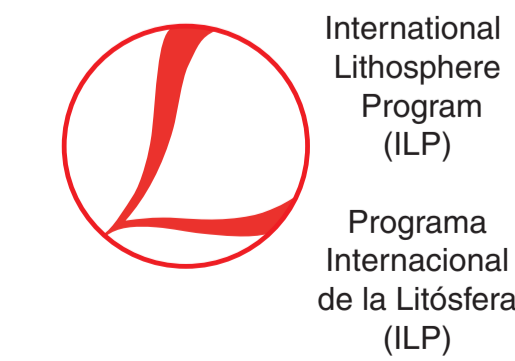 International
Lithosphere
Program
(ILP)
Programa
Internacional
de la Litósfera
(ILP)